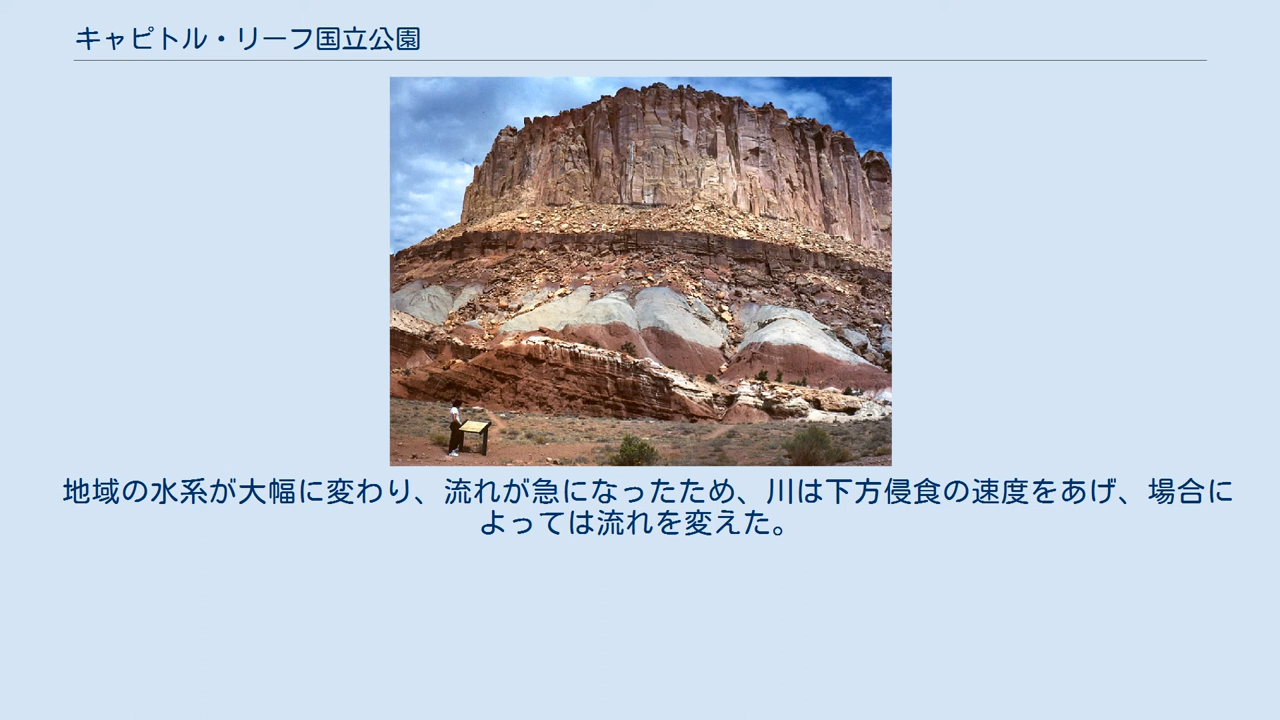 キャピトル・リーフ国立公園
地域の水系が大幅に変わり、流れが急になったため、川は下方侵食の速度をあげ、場合に
よっては流れを変えた。